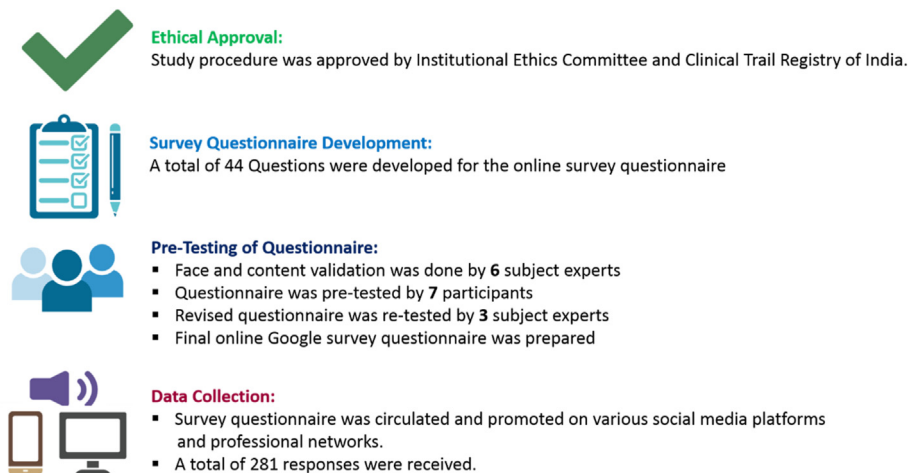 Ethical Approval:
Study procedure was approved by Institutional Ethics Committee and Clinical Trail Registry of India.
Survey Questionnaire Development:
A total of 44 Questions were developed for the online survey questionnaire
Pre-Testing of Questionnaire:
▪ Face and content validation was done by 6 subject experts
▪ Questionnaire was pre-tested by 7 participants
▪ Revised questionnaire was re-tested by 3 subject experts
▪ Final online Google survey questionnaire was prepared
Data Collection:
▪ Survey questionnaire was circulated and promoted on various social media platforms
and professional networks.
▪ A total of 281 responses were received.